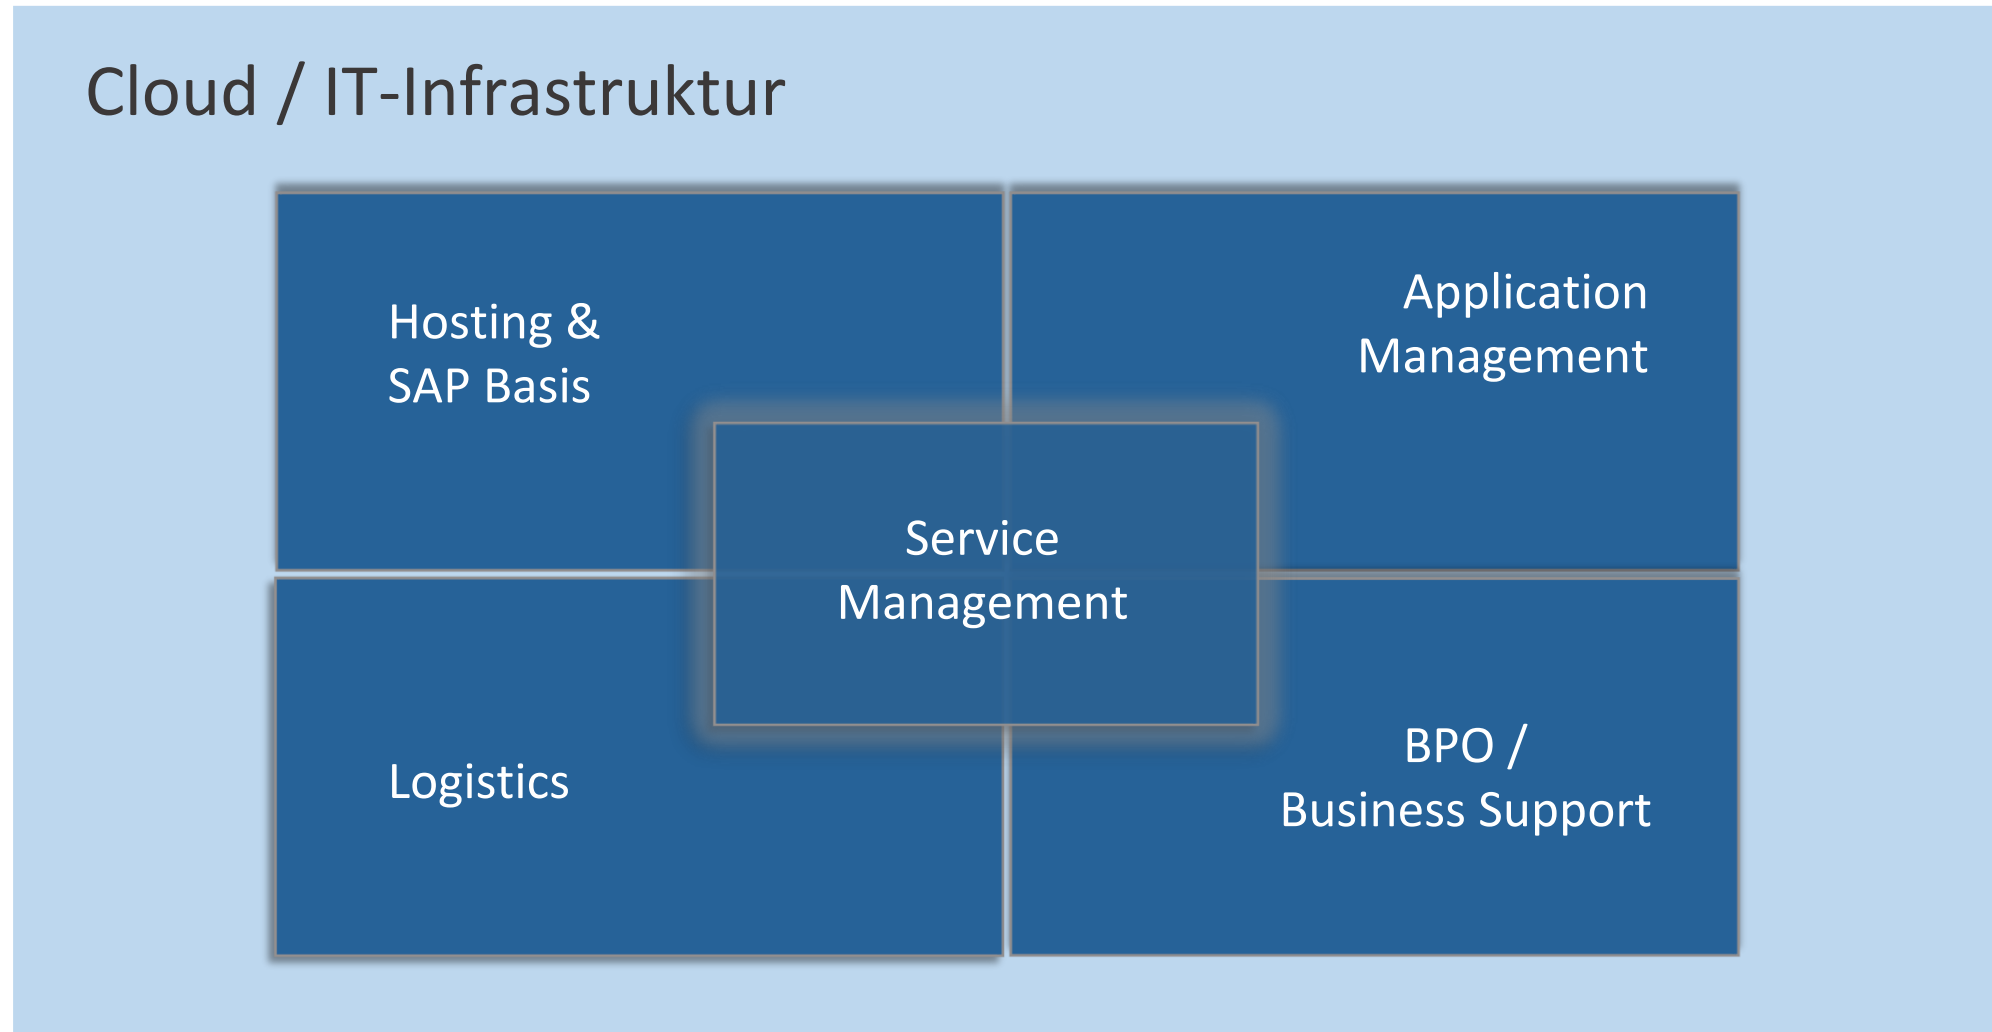 Cloud / IT-Infrastruktur
Hosting &
SAP Basis
Application
Management
Service
Management
Logistics
BPO /
Business Support